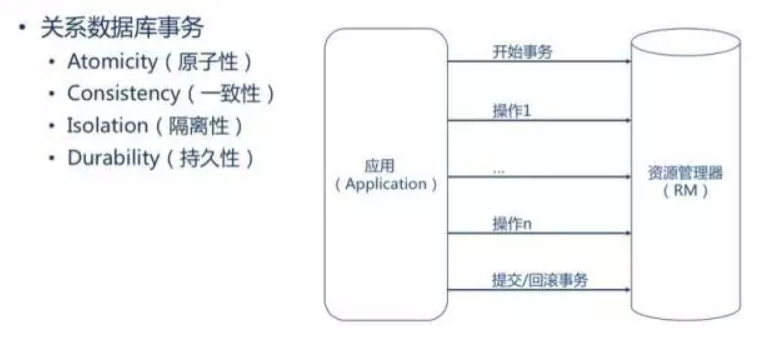 • 关系数据库事务
• Atomicity（原子性）
• Consistency（一致性）
• Isolation（隔离性）
• Durability（持久性）
应用
（Application）
开始事务
操作1
...
操作n
提交/回滚事务
资源管理器
（RM）